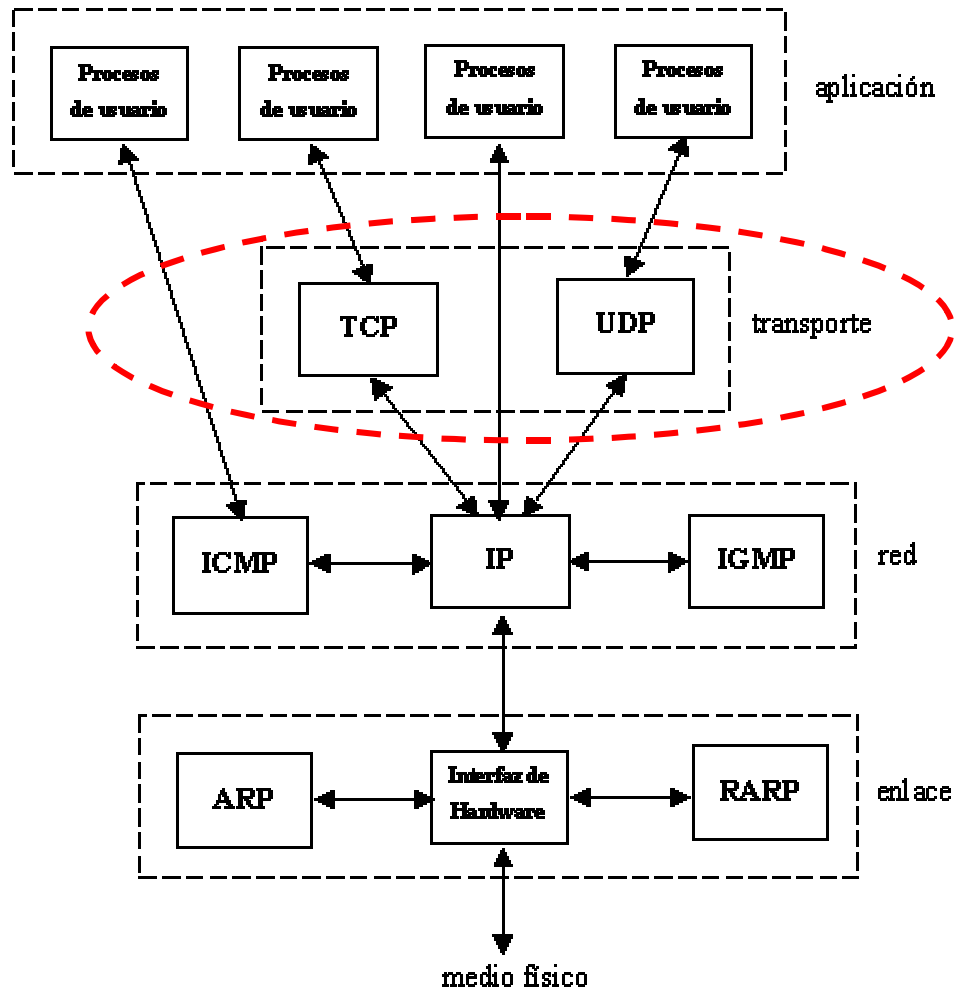 Procesos
de usuario
Procesos
de usuario
Procesos
de usuario
Procesos
de usuario
aplicación
TCP
UDP
transporte
ICMP
IP
IGMP
red
ARP
Interfaz de
Hardware
RARP
enlace
medio físico